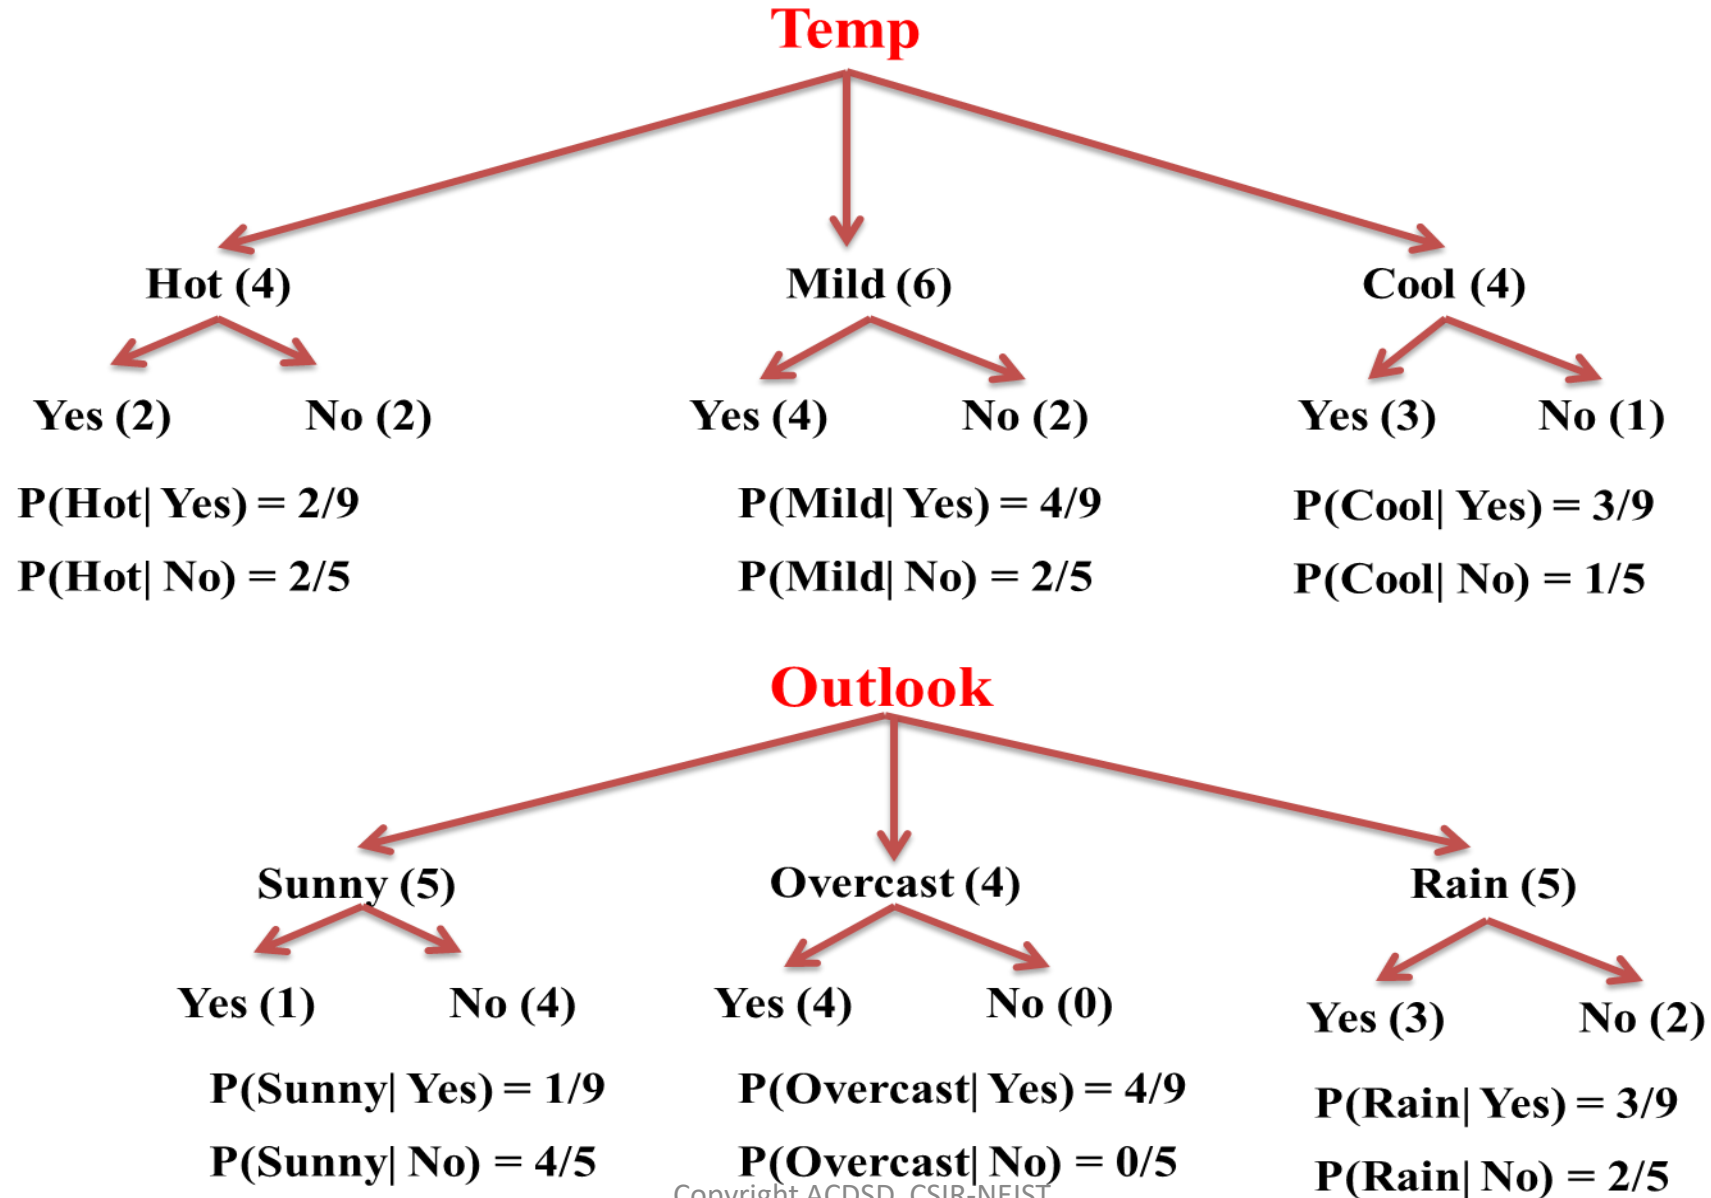 Temp
Hot (4) Mild (6) Cool (4)
Yes (2) No (2) Yes (4) No (2) Yes (3) No (1)
P(Hot| Yes) = 2/9 P(Mild| Yes) = 4/9 P(Cool| Yes) = 3/9
P(Hot| No) = 2/5 P(Mild| No) = 2/5 P(Cool| No) = 1/5
Outlook
Sunny (5) Overcast (4) Rain (5)
Yes (1) No (4) Yes (4) No (0) Yes (3) No (2)
P(Sunny| Yes) = 1/9 P(Overcast| Yes) = 4/9 P(Rain| Yes) = 3/9
P(Sunny| No) = 4/5 P(Overcast| No) = 0/5 P(Rain| No) = 2/5
Copyright ACDSD, CSIR-NEIST